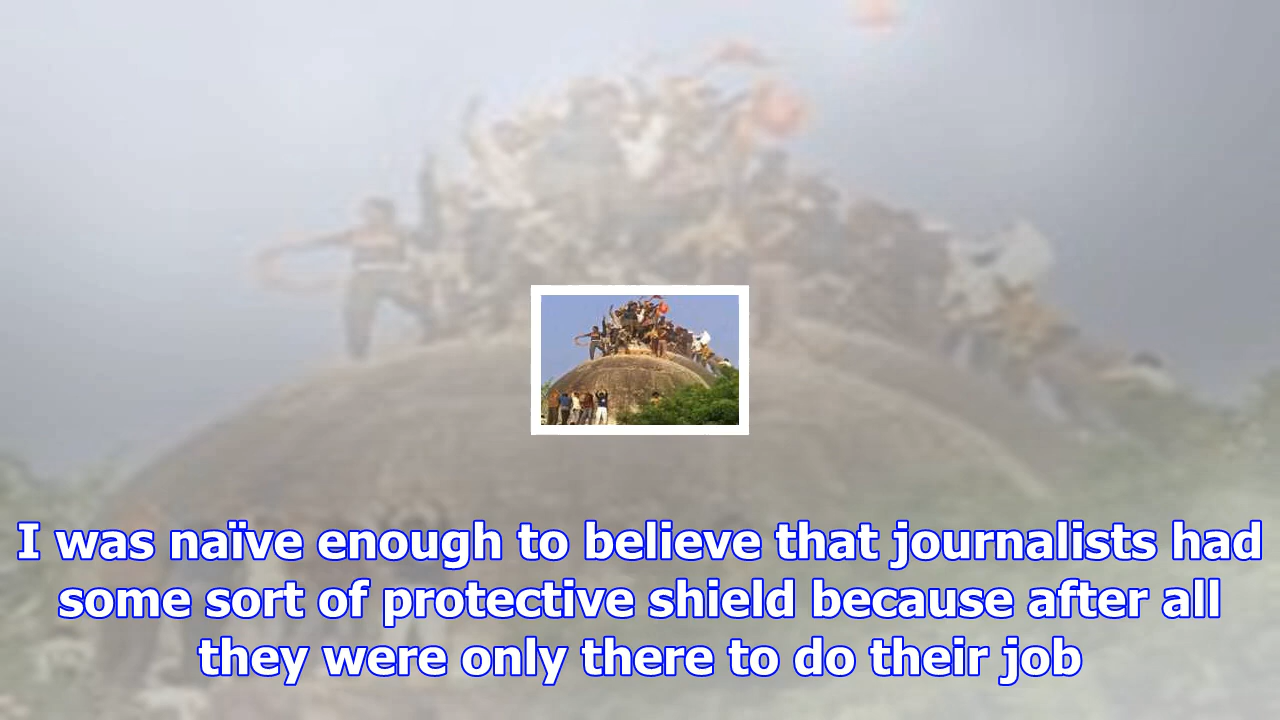 I was naïve enough to believe that journalists had
some sort of protective shield because after all
they were only there to do their job